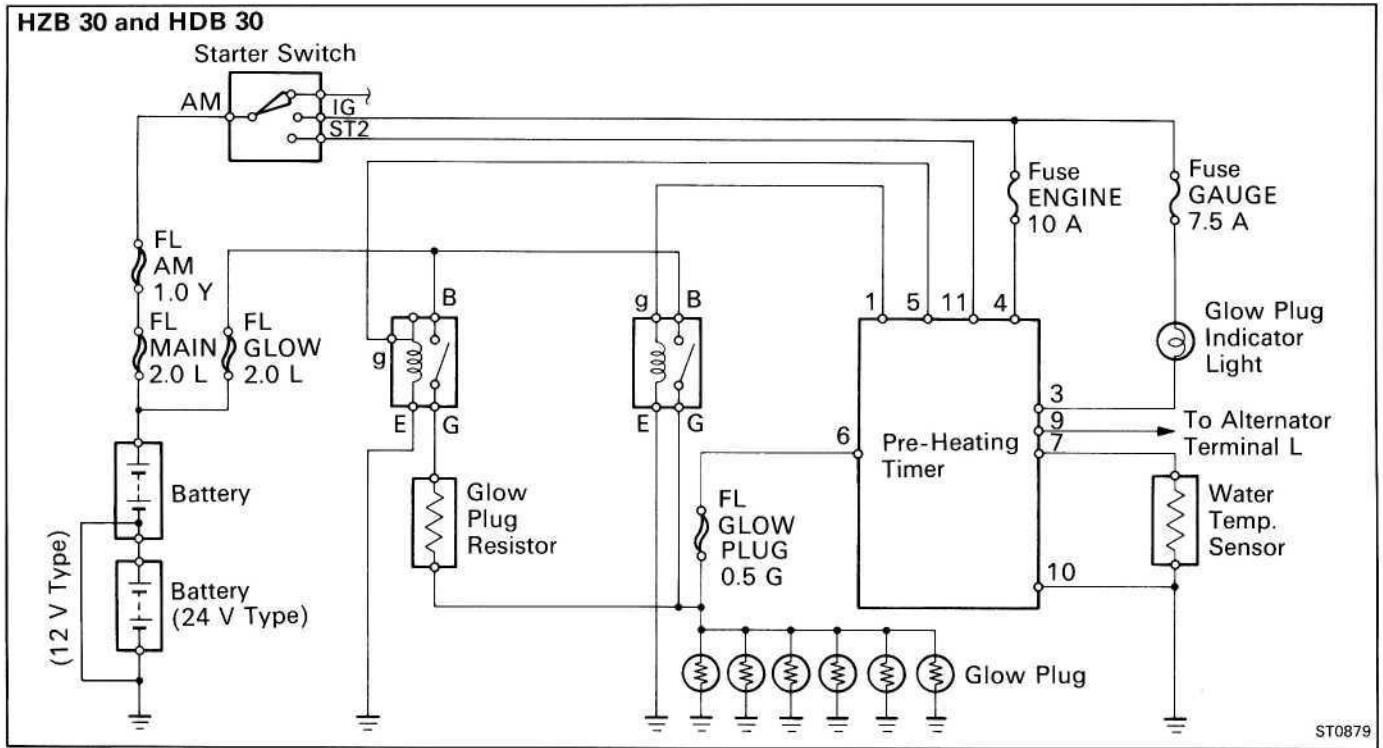 HZB 30 and HDB 30
Starter Switch
AM
IG
ST2
FL
AM
1.0 Y
FL
MAIN
2.0 L
FL
GLOW
2.0 L
Fuse
ENGINE
10 A
Fuse
GAUGE
7.5 A
B
g
E
G
g
B
E
G
1
5
11
4
Glow Plug
Indicator
Light
3
9
To Alternator
Terminal L
7
6
Pre-Heating
Timer
10
Water
Temp.
Sensor
Battery
Battery
(24 V Type)
(12 V Type)
Glow
Plug
Resistor
FL
GLOW
PLUG
0.5 G
Glow Plug
ST0879